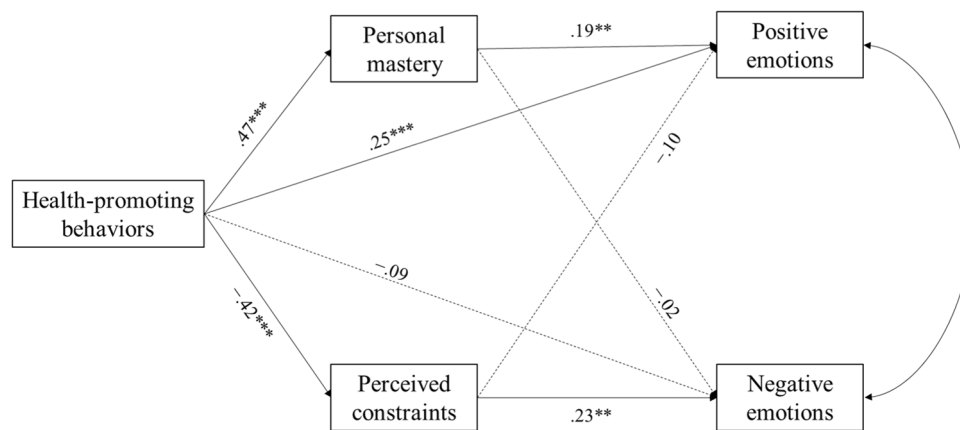 Personal
mastery
.19**
Positive
emotions
.47***
.25***
−.10
Health-promoting
behaviors
−.09
−.02
−.42***
Perceived
constraints
.23**
Negative
emotions